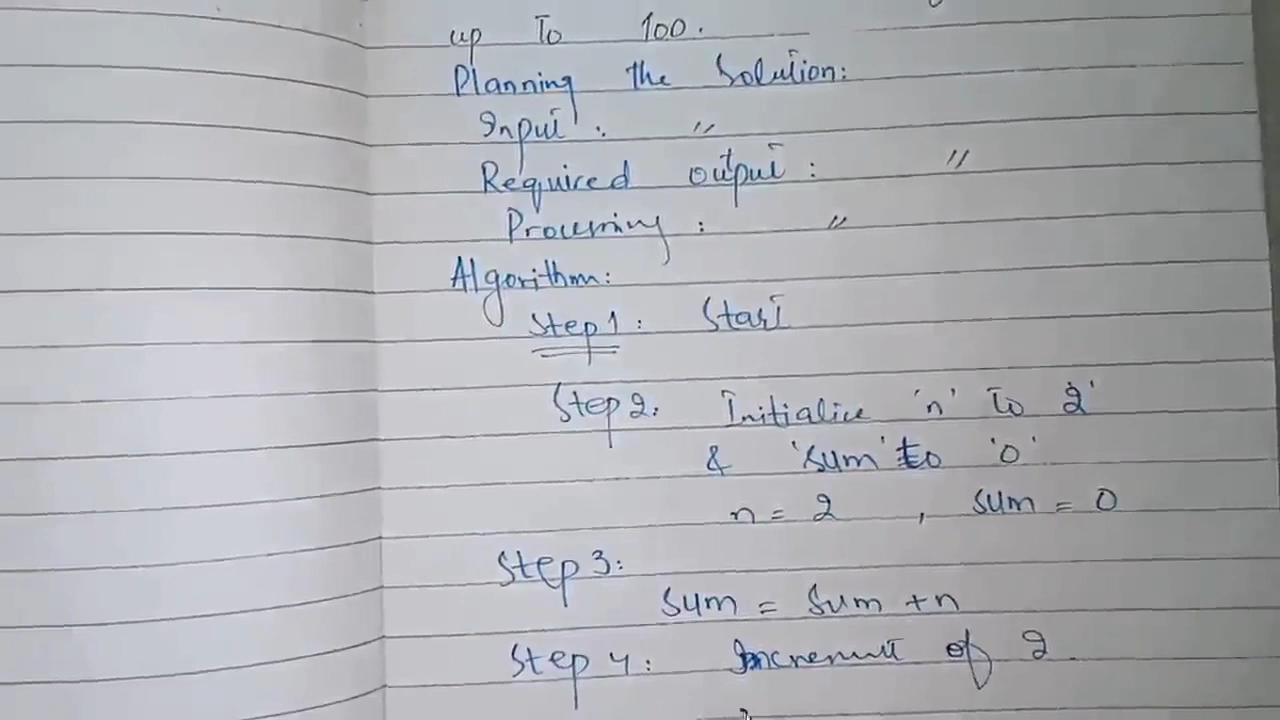 up to 100.
Planning the Solution:
Input : "
Required output : "
Processing : "
Algorithm:
Step 1 : Start
Step 2: Initialize 'n' to '2'
& 'sum' to '0'
n = 2 , sum = 0
Step 3:
sum = sum + n
Step 4: Increment of 2